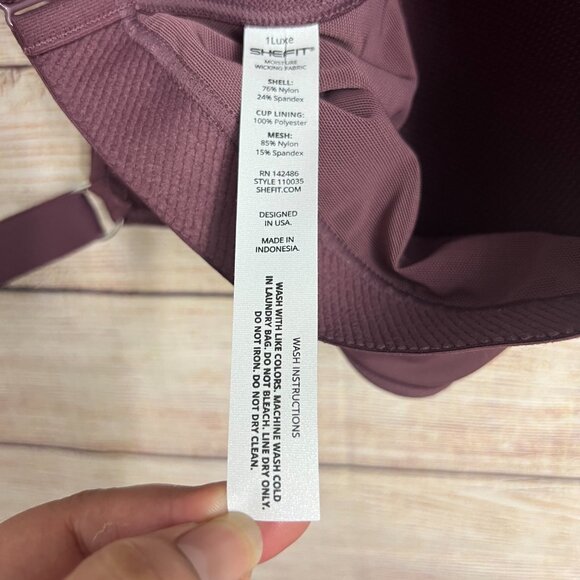 1Luxe
SHEFIT®
MOISTURE
WICKING FABRIC
SHELL:
76% Nylon
24% Spandex
CUP LINING:
100% Polyester
MESH:
85% Nylon
15% Spandex
RN 142486
STYLE 110035
SHEFIT.COM
DESIGNED
IN USA.
MADE IN
INDONESIA.
WASH INSTRUCTIONS
WASH WITH LIKE COLORS. MACHINE WASH COLD
IN LAUNDRY BAG. DO NOT BLEACH. LINE DRY ONLY.
DO NOT IRON. DO NOT DRY CLEAN.